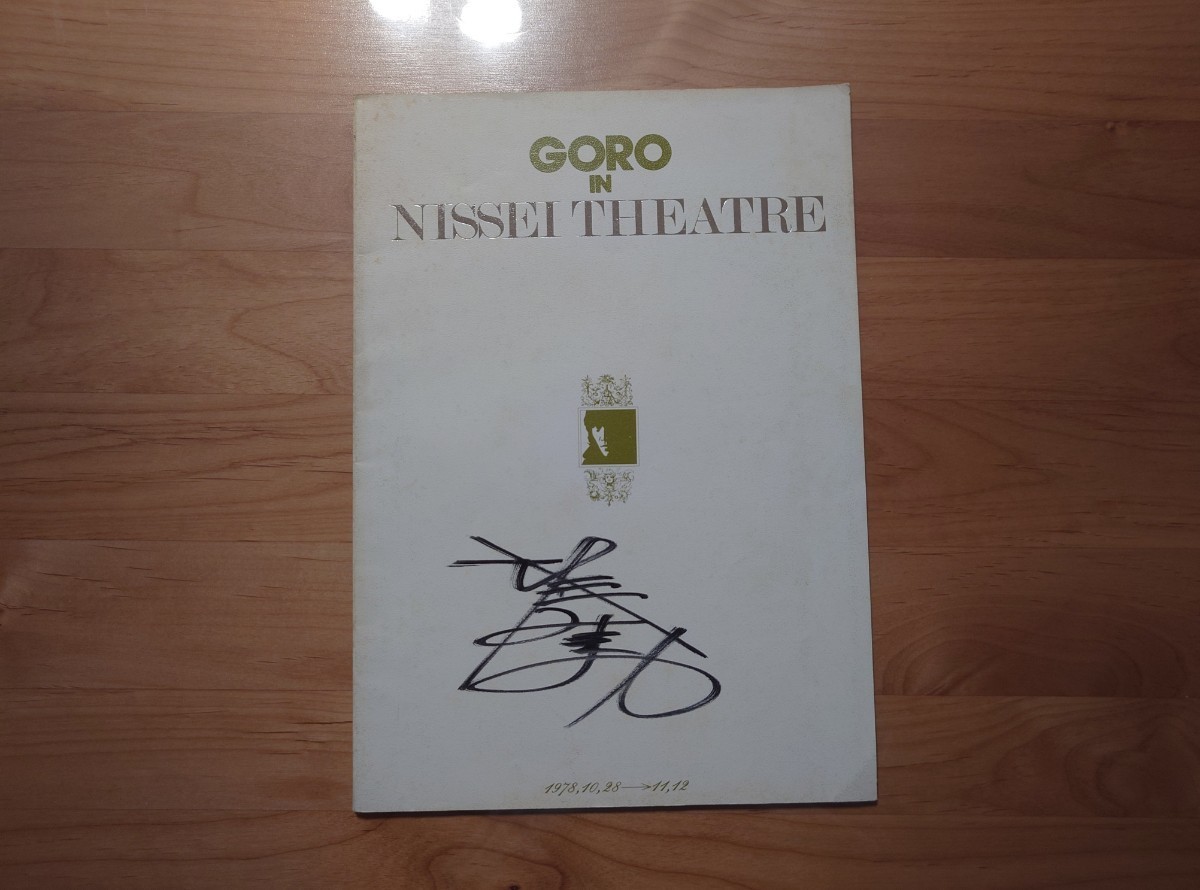 GORO
IN
NISSEI THEATRE
1978,10,28→11,12